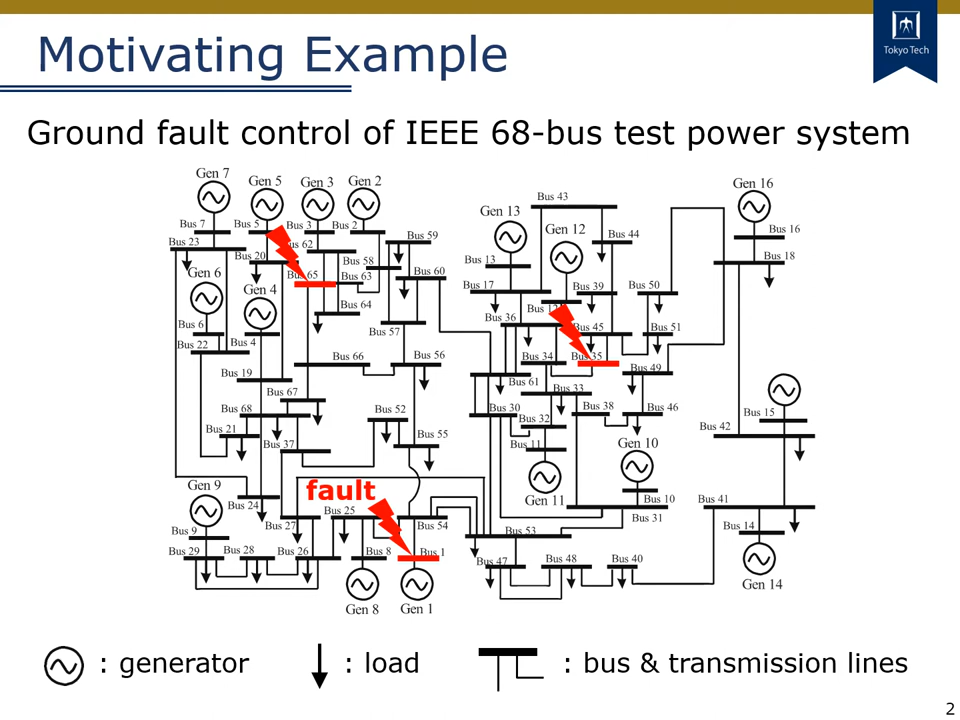 Motivating Example
Tokyo Tech
Ground fault control of IEEE 68-bus test power system
Gen 7
Gen 5
Gen 3
Gen 2
Bus 7
Bus 5
Bus 3
Bus 2
Bus 23
Bus 20
62
Bus 59
Bus 58
Gen 6
Gen 4
65
Bus 63
Bus 60
Bus 64
Bus 6
Bus 4
Bus 57
Bus 22
Bus 66
Bus 56
Bus 19
Bus 67
Bus 68
Bus 52
Bus 21
Bus 37
Bus 55
Gen 9
fault
Bus 24
Bus 25
Bus 9
Bus 27
Bus 54
Bus 29
Bus 28
Bus 26
Bus 8
Bus 1
Gen 8
Gen 1
Bus 43
Gen 16
Gen 13
Gen 12
Bus 44
Bus 16
Bus 13
Bus 18
Bus 17
Bus 39
Bus 50
Bus 36
Bus 45
Bus 51
Bus 34
Bus 35
Bus 49
Bus 61
Bus 33
Bus 30
Bus 32
Bus 38
Bus 46
Bus 15
Bus 42
Bus 11
Gen 10
Gen 11
Bus 10
Bus 31
Bus 41
Bus 14
Bus 53
Bus 47
Bus 48
Bus 40
Gen 14
: generator
: load
: bus & transmission lines
2